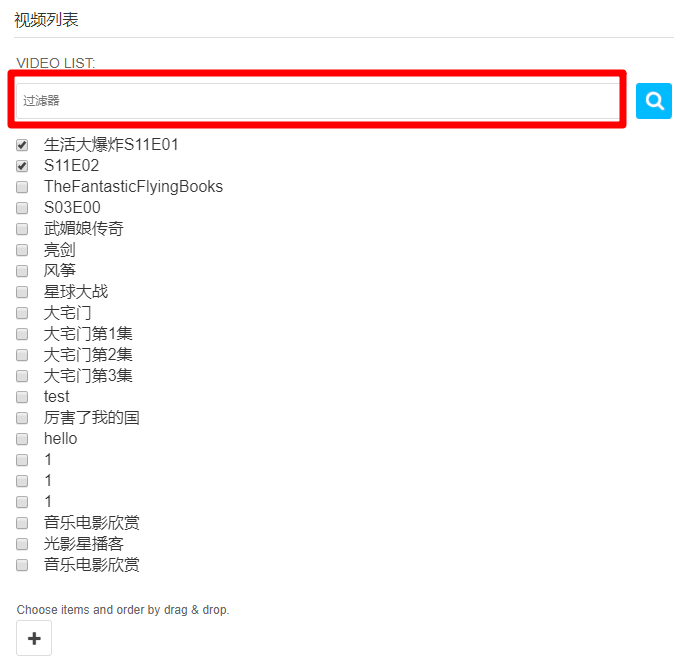 视频列表
VIDEO LIST:
过滤器
生活大爆炸S11E01
S11E02
TheFantasticFlyingBooks
S03E00
武媚娘传奇
亮剑
风筝
星球大战
大宅门
大宅门第1集
大宅门第2集
大宅门第3集
test
厉害了我的国
hello
1
1
1
音乐电影欣赏
光影星播客
音乐电影欣赏
Choose items and order by drag & drop.